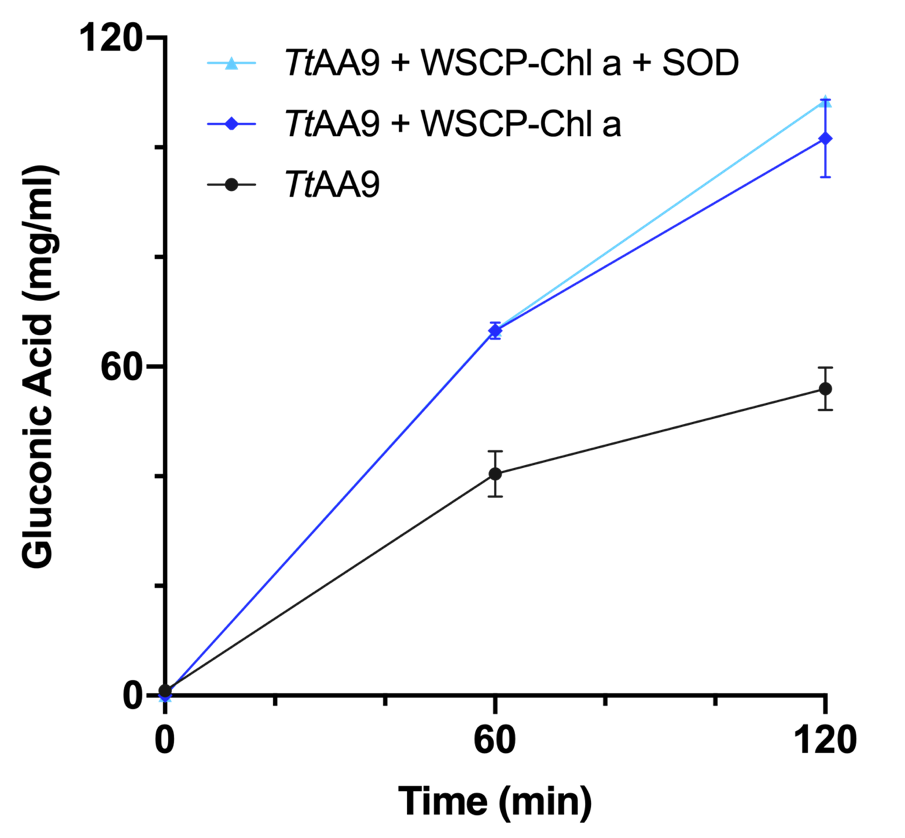 120
TtAA9 + WSCP-Chl a + SOD
TtAA9 + WSCP-Chl a
TtAA9
Gluconic Acid (mg/ml)
60
0
0 60 120
Time (min)